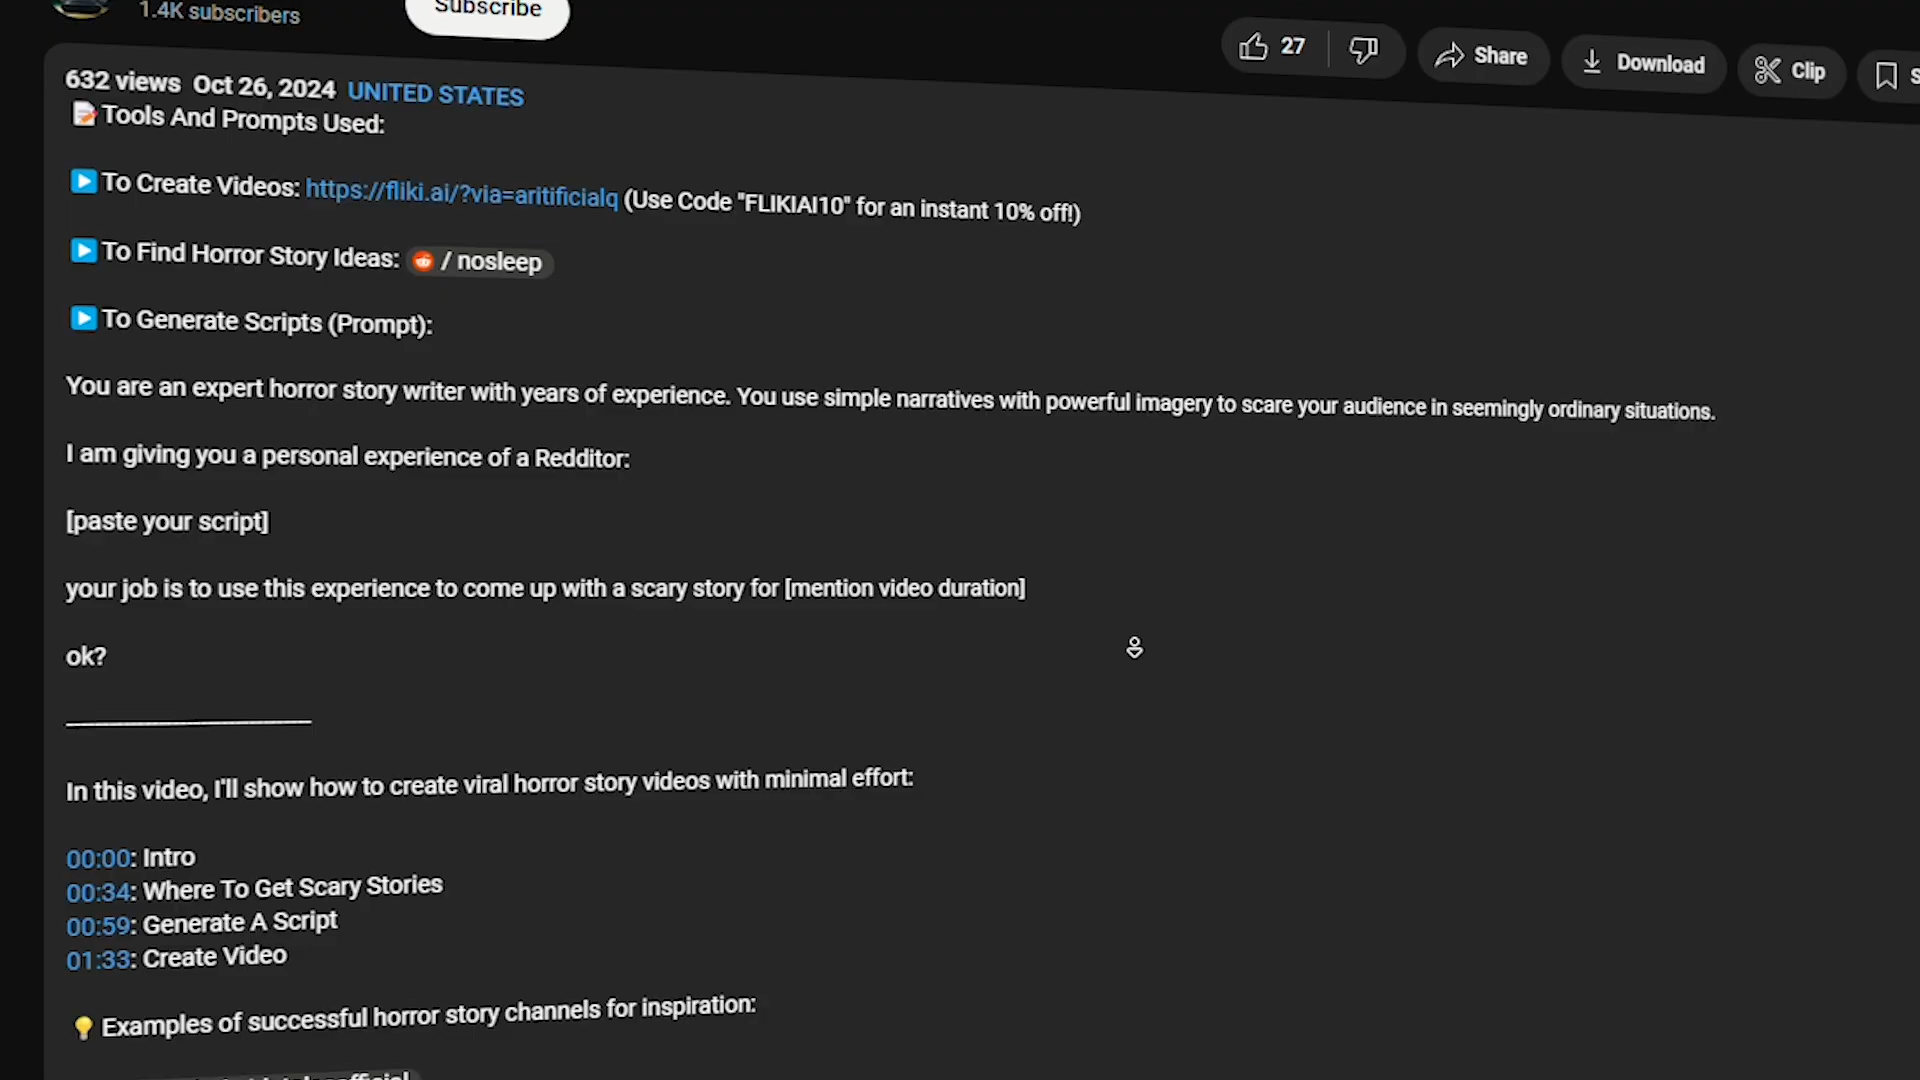 1.4K subscribers
Subscribe
27
Share
Download
Clip
632 views Oct 26, 2024 UNITED STATES
Tools And Prompts Used:
To Create Videos: https://fliki.ai/?via=aritificialq (Use Code "FLIKIAI10" for an instant 10% off!)
To Find Horror Story Ideas: / nosleep
To Generate Scripts (Prompt):
You are an expert horror story writer with years of experience. You use simple narratives with powerful imagery to scare your audience in seemingly ordinary situations.
I am giving you a personal experience of a Redditor:
[paste your script]
your job is to use this experience to come up with a scary story for [mention video duration]
ok?
In this video, I'll show how to create viral horror story videos with minimal effort:
00:00: Intro
00:34: Where To Get Scary Stories
00:59: Generate A Script
01:33: Create Video
Examples of successful horror story channels for inspiration: